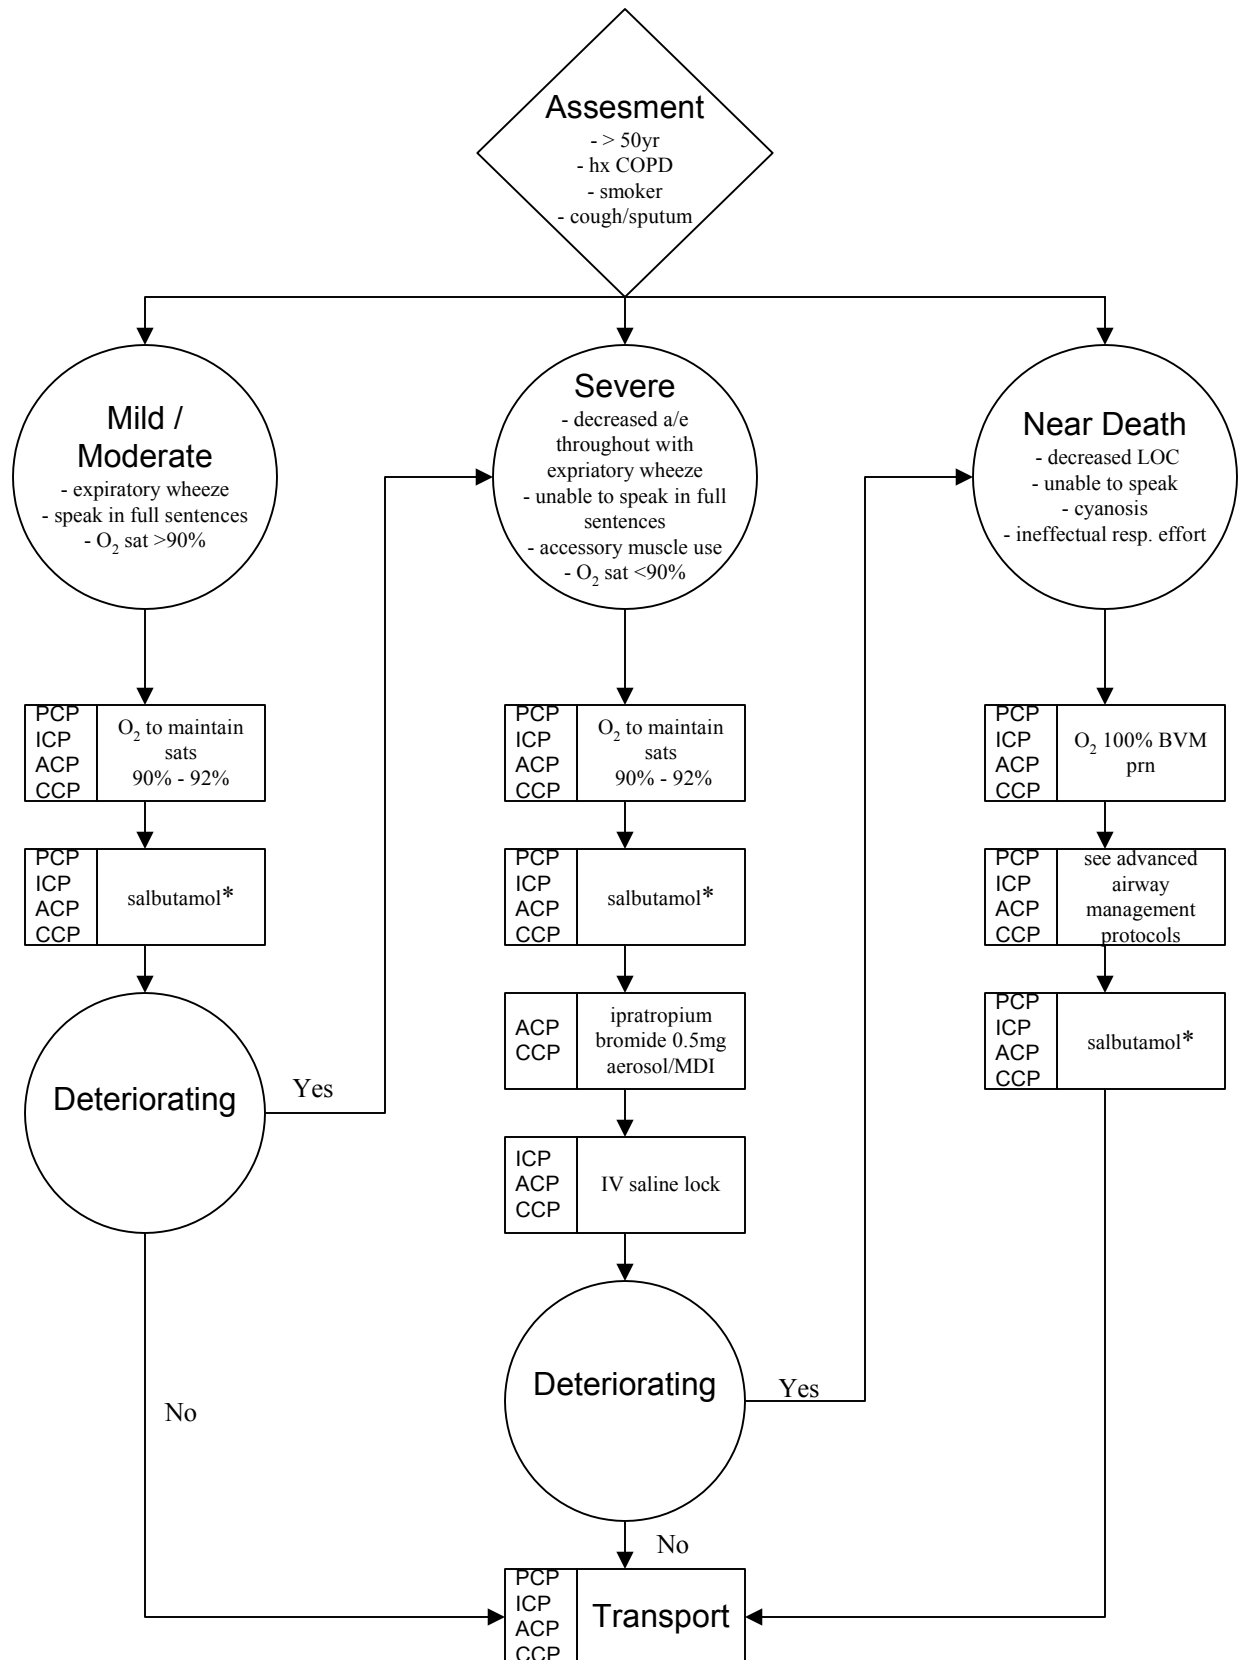 Assesment
- > 50yr
- hx COPD
- smoker
- cough/sputum
Mild /
Moderate
- expiratory wheeze
- speak in full sentences
- O₂ sat >90%
Severe
- decreased a/e
throughout with
expriatory wheeze
- unable to speak in full
sentences
- accessory muscle use
- O₂ sat <90%
Near Death
- decreased LOC
- unable to speak
- cyanosis
- ineffectual resp. effort
PCP
ICP
ACP
CCP
O₂ to maintain
sats
90% - 92%
PCP
ICP
ACP
CCP
O₂ to maintain
sats
90% - 92%
PCP
ICP
ACP
CCP
O₂ 100% BVM
prn
PCP
ICP
ACP
CCP
salbutamol*
PCP
ICP
ACP
CCP
salbutamol*
PCP
ICP
ACP
CCP
see advanced
airway
management
protocols
Deteriorating
Yes
ACP
CCP
ipratropium
bromide 0.5mg
aerosol/MDI
PCP
ICP
ACP
CCP
salbutamol*
ICP
ACP
CCP
IV saline lock
No
Deteriorating
Yes
No
PCP
ICP
ACP
CCP
Transport